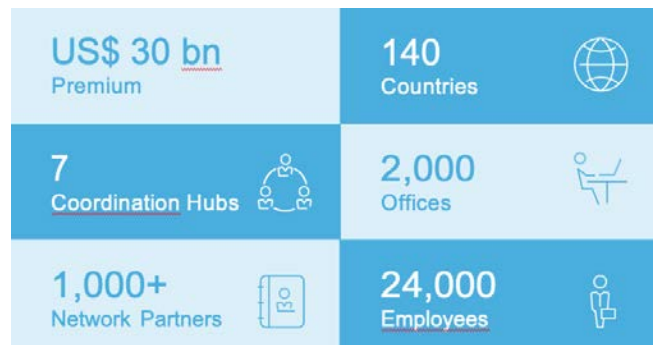 US$ 30 bn
Premium
140
Countries
7
Coordination Hubs
2,000
Offices
1,000+
Network Partners
24,000
Employees